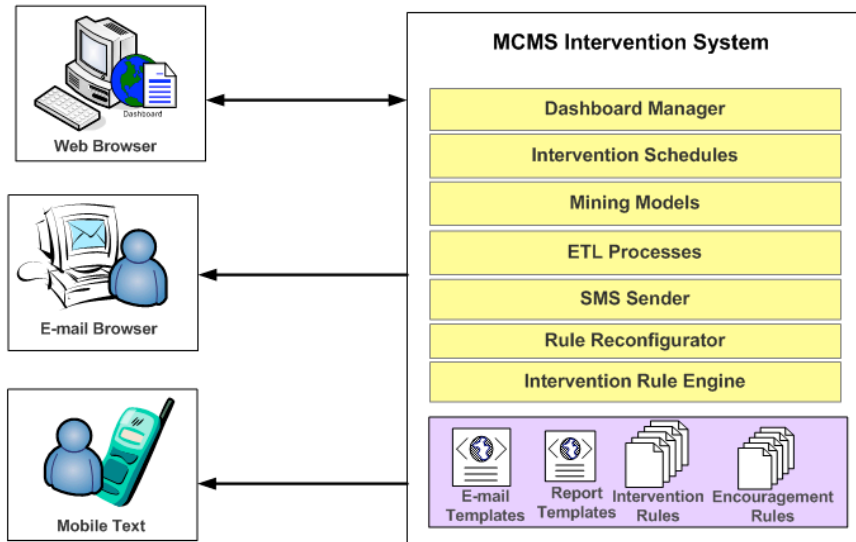 Dashboard
Web Browser
E-mail Browser
Mobile Text
MCMS Intervention System
Dashboard Manager
Intervention Schedules
Mining Models
ETL Processes
SMS Sender
Rule Reconfigurator
Intervention Rule Engine
E-mail
Templates
Report
Templates
Intervention
Rules
Encouragement
Rules